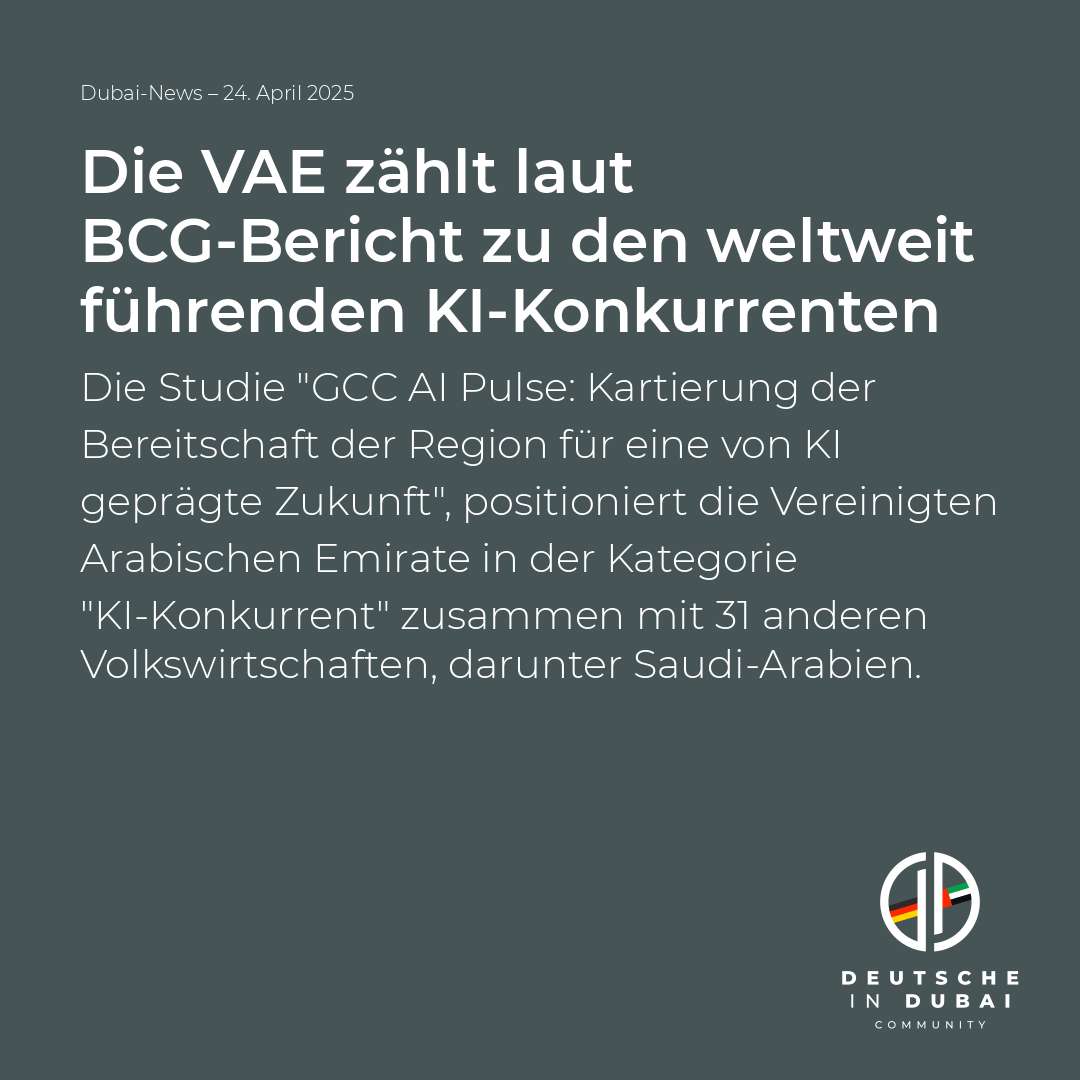 Dubai-News – 24. April 2025
Die VAE zählt laut
BCG-Bericht zu den weltweit
führenden KI-Konkurrenten
Die Studie "GCC AI Pulse: Kartierung der
Bereitschaft der Region für eine von KI
geprägte Zukunft", positioniert die Vereinigten
Arabischen Emirate in der Kategorie
"KI-Konkurrent" zusammen mit 31 anderen
Volkswirtschaften, darunter Saudi-Arabien.
DEUTSCHE
IN DUBAI
COMMUNITY